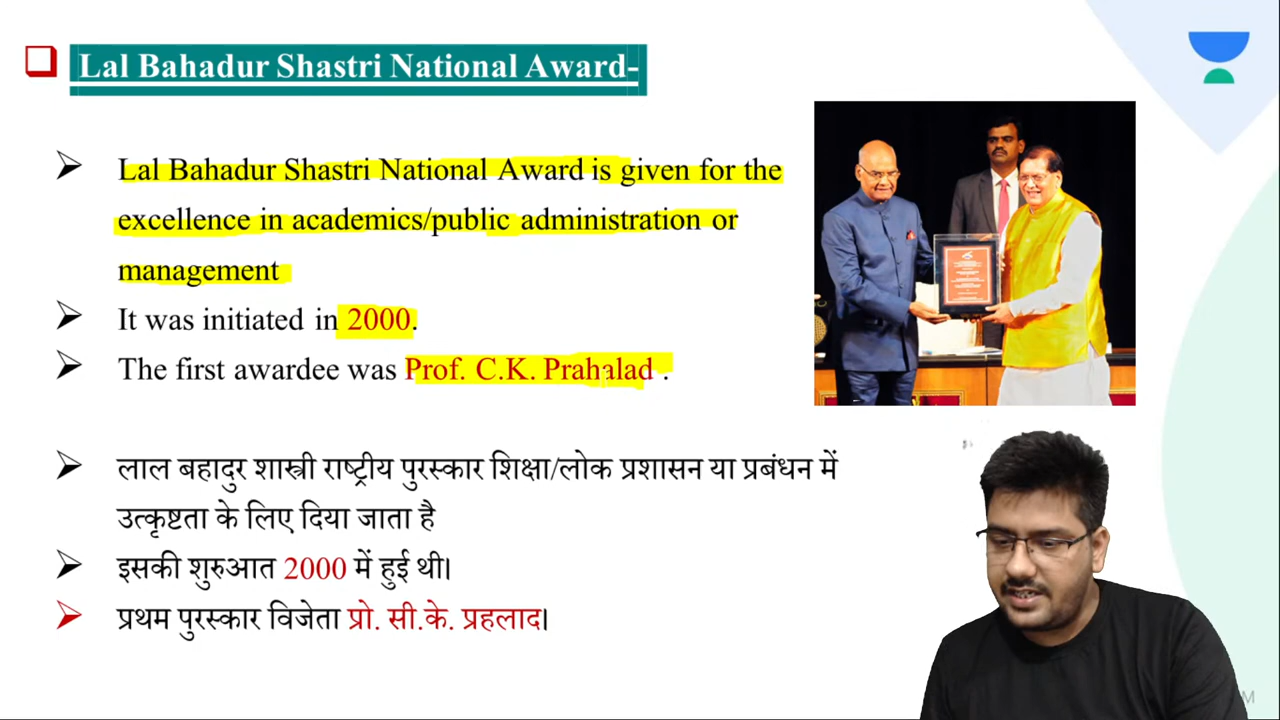 Lal Bahadur Shastri National Award-
Lal Bahadur Shastri National Award is given for the
excellence in academics/public administration or
management
It was initiated in 2000.
The first awardee was Prof. C.K. Prahalad .
लाल बहादुर शास्त्री राष्ट्रीय पुरस्कार शिक्षा/लोक प्रशासन या प्रबंधन में
उत्कृष्टता के लिए दिया जाता है
इसकी शुरुआत 2000 में हुई थी।
प्रथम पुरस्कार विजेता प्रो. सी.के. प्रहलाद।